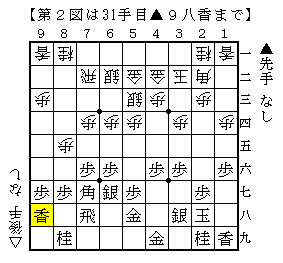 【第２図は31手目▲９八香まで】
９ ８ ７ ６ ５ ４ ３ ２ １
香 桂 桂 香 一
飛 銀 金 金 玉 角 二
歩 銀 歩 歩 三
歩 歩 歩 歩 歩 四
歩 五
歩 歩 歩 歩 歩 六
歩 歩 角 銀 歩 歩 七
香 飛 金 銀 玉 八
桂 金 桂 香 九
▲先手 なし
△後手 なし